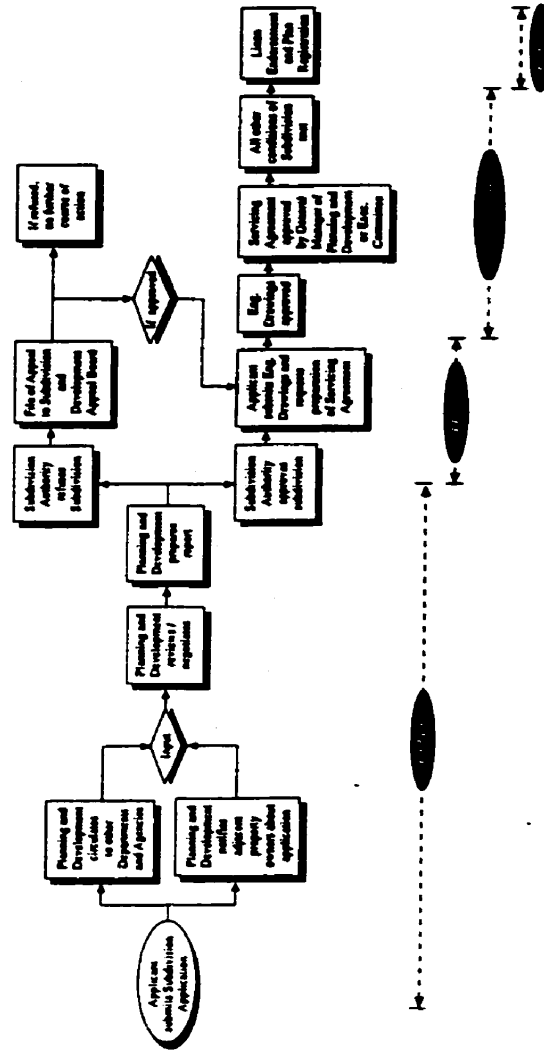 Applicant
submits Subdivision
Application
Planning and
Development
circulates
to other
Departments
and Agencies
Planning and
Development
notifies
adjacent
property
owners about
application
Input
Planning and
Development
reviews /
negotiates
Planning and
Development
prepares
report
Subdivision
Authority
refuses
Subdivision
Subdivision
Authority
approves
subdivision
File of Appeal
to Subdivision
and
Development
Appeal Board
If refused,
no further
course of
action
If approved
Applicant
submits Eng.
Drawings and
requests
preparation
of Servicing
Agreement
Eng.
Drawings
approved
Servicing
Agreement
approved
by General
Manager of
Planning and
Development
or Exec.
Committee
All other
conditions of
Subdivision
met
Linen
Endorsement
and Plan
Registration